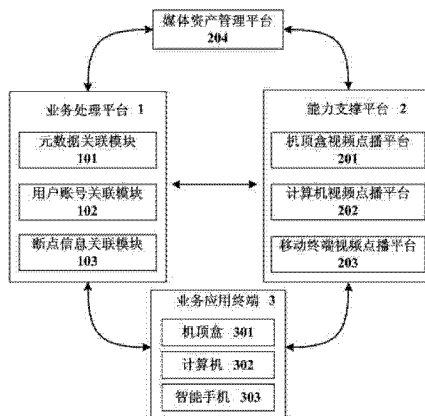 媒体资产管理平台
204
业务处理平台 1
元数据关联模块
101
用户账号关联模块
102
断点信息关联模块
103
能力支撑平台 2
机顶盒视频点播平台
201
计算机视频点播平台
202
移动终端视频点播平台
203
业务应用终端 3
机顶盒 301
计算机 302
智能手机 303